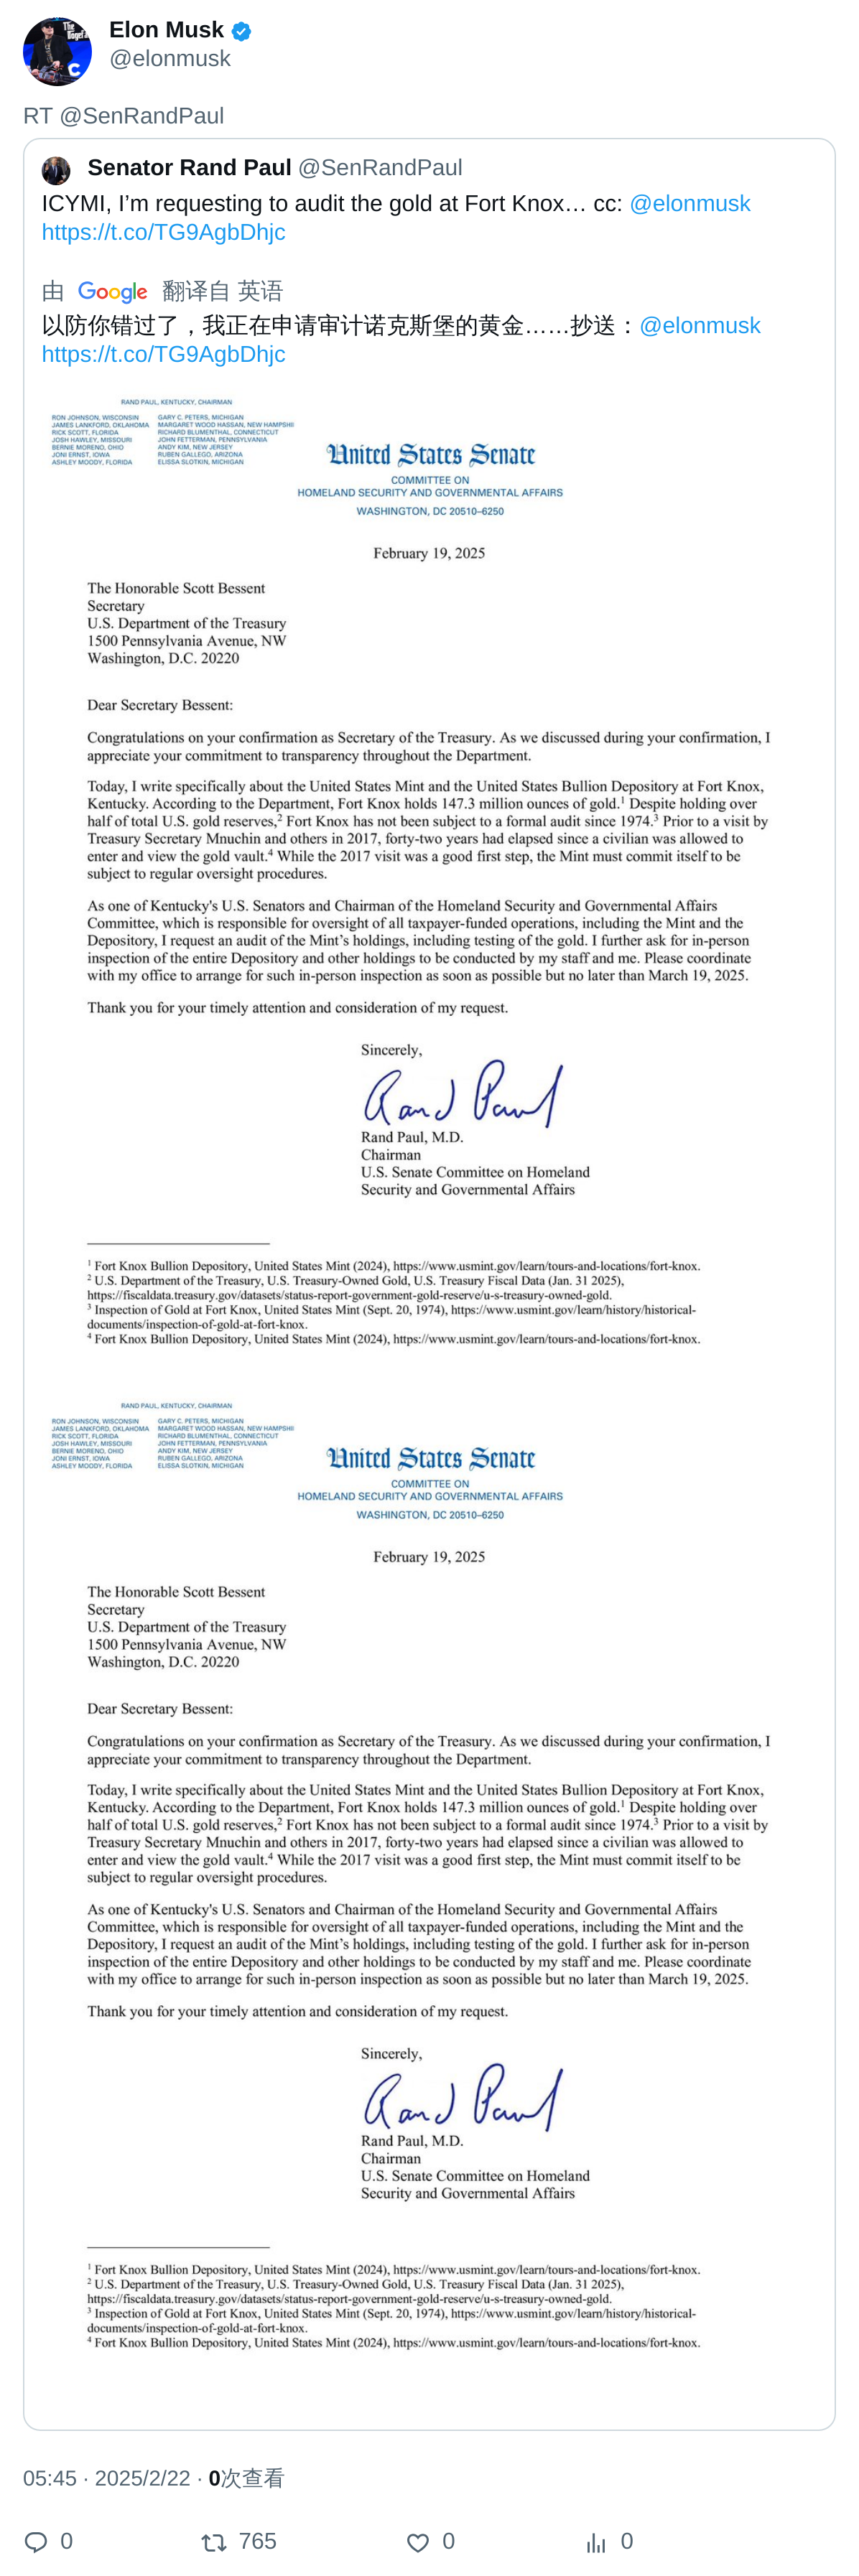 Elon Musk
@elonmusk
RT @SenRandPaul
Senator Rand Paul @SenRandPaul
ICYMI, I’m requesting to audit the gold at Fort Knox… cc: @elonmusk
https://t.co/TG9AgbDhjc
由 Google 翻译自 英语
以防你错过了，我正在申请审计诺克斯堡的黄金……抄送：@elonmusk
https://t.co/TG9AgbDhjc
RAND PAUL, KENTUCKY, CHAIRMAN
RON JOHNSON, WISCONSIN GARY C. PETERS, MICHIGAN
JAMES LANKFORD, OKLAHOMA MARGARET WOOD HASSAN, NEW HAMPSHI
RICK SCOTT, FLORIDA RICHARD BLUMENTHAL, CONNECTICUT
JOSH HAWLEY, MISSOURI JOHN FETTERMAN, PENNSYLVANIA
BERNIE MORENO, OHIO ANDY KIM, NEW JERSEY
JONI ERNST, IOWA RUBEN GALLEGO, ARIZONA
ASHLEY MOODY, FLORIDA ELISSA SLOTKIN, MICHIGAN
United States Senate
COMMITTEE ON
HOMELAND SECURITY AND GOVERNMENTAL AFFAIRS
WASHINGTON, DC 20510–6250
February 19, 2025
The Honorable Scott Bessent
Secretary
U.S. Department of the Treasury
1500 Pennsylvania Avenue, NW
Washington, D.C. 20220
Dear Secretary Bessent:
Congratulations on your confirmation as Secretary of the Treasury. As we discussed during your confirmation, I
appreciate your commitment to transparency throughout the Department.
Today, I write specifically about the United States Mint and the United States Bullion Depository at Fort Knox,
Kentucky. According to the Department, Fort Knox holds 147.3 million ounces of gold.¹ Despite holding over
half of total U.S. gold reserves,² Fort Knox has not been subject to a formal audit since 1974.³ Prior to a visit by
Treasury Secretary Mnuchin and others in 2017, forty-two years had elapsed since a civilian was allowed to
enter and view the gold vault.⁴ While the 2017 visit was a good first step, the Mint must commit itself to be
subject to regular oversight procedures.
As one of Kentucky's U.S. Senators and Chairman of the Homeland Security and Governmental Affairs
Committee, which is responsible for oversight of all taxpayer-funded operations, including the Mint and the
Depository, I request an audit of the Mint’s holdings, including testing of the gold. I further ask for in-person
inspection of the entire Depository and other holdings to be conducted by my staff and me. Please coordinate
with my office to arrange for such in-person inspection as soon as possible but no later than March 19, 2025.
Thank you for your timely attention and consideration of my request.
Sincerely,
Rand Paul
Rand Paul, M.D.
Chairman
U.S. Senate Committee on Homeland
Security and Governmental Affairs
¹ Fort Knox Bullion Depository, United States Mint (2024), https://www.usmint.gov/learn/tours-and-locations/fort-knox.
² U.S. Department of the Treasury, U.S. Treasury-Owned Gold, U.S. Treasury Fiscal Data (Jan. 31 2025),
https://fiscaldata.treasury.gov/datasets/status-report-government-gold-reserve/u-s-treasury-owned-gold.
³ Inspection of Gold at Fort Knox, United States Mint (Sept. 20, 1974), https://www.usmint.gov/learn/history/historical-
documents/inspection-of-gold-at-fort-knox.
⁴ Fort Knox Bullion Depository, United States Mint (2024), https://www.usmint.gov/learn/tours-and-locations/fort-knox.
RAND PAUL, KENTUCKY, CHAIRMAN
RON JOHNSON, WISCONSIN GARY C. PETERS, MICHIGAN
JAMES LANKFORD, OKLAHOMA MARGARET WOOD HASSAN, NEW HAMPSHI
RICK SCOTT, FLORIDA RICHARD BLUMENTHAL, CONNECTICUT
JOSH HAWLEY, MISSOURI JOHN FETTERMAN, PENNSYLVANIA
BERNIE MORENO, OHIO ANDY KIM, NEW JERSEY
JONI ERNST, IOWA RUBEN GALLEGO, ARIZONA
ASHLEY MOODY, FLORIDA ELISSA SLOTKIN, MICHIGAN
United States Senate
COMMITTEE ON
HOMELAND SECURITY AND GOVERNMENTAL AFFAIRS
WASHINGTON, DC 20510–6250
February 19, 2025
The Honorable Scott Bessent
Secretary
U.S. Department of the Treasury
1500 Pennsylvania Avenue, NW
Washington, D.C. 20220
Dear Secretary Bessent:
Congratulations on your confirmation as Secretary of the Treasury. As we discussed during your confirmation, I
appreciate your commitment to transparency throughout the Department.
Today, I write specifically about the United States Mint and the United States Bullion Depository at Fort Knox,
Kentucky. According to the Department, Fort Knox holds 147.3 million ounces of gold.¹ Despite holding over
half of total U.S. gold reserves,² Fort Knox has not been subject to a formal audit since 1974.³ Prior to a visit by
Treasury Secretary Mnuchin and others in 2017, forty-two years had elapsed since a civilian was allowed to
enter and view the gold vault.⁴ While the 2017 visit was a good first step, the Mint must commit itself to be
subject to regular oversight procedures.
As one of Kentucky's U.S. Senators and Chairman of the Homeland Security and Governmental Affairs
Committee, which is responsible for oversight of all taxpayer-funded operations, including the Mint and the
Depository, I request an audit of the Mint’s holdings, including testing of the gold. I further ask for in-person
inspection of the entire Depository and other holdings to be conducted by my staff and me. Please coordinate
with my office to arrange for such in-person inspection as soon as possible but no later than March 19, 2025.
Thank you for your timely attention and consideration of my request.
Sincerely,
Rand Paul
Rand Paul, M.D.
Chairman
U.S. Senate Committee on Homeland
Security and Governmental Affairs
¹ Fort Knox Bullion Depository, United States Mint (2024), https://www.usmint.gov/learn/tours-and-locations/fort-knox.
² U.S. Department of the Treasury, U.S. Treasury-Owned Gold, U.S. Treasury Fiscal Data (Jan. 31 2025),
https://fiscaldata.treasury.gov/datasets/status-report-government-gold-reserve/u-s-treasury-owned-gold.
³ Inspection of Gold at Fort Knox, United States Mint (Sept. 20, 1974), https://www.usmint.gov/learn/history/historical-
documents/inspection-of-gold-at-fort-knox.
⁴ Fort Knox Bullion Depository, United States Mint (2024), https://www.usmint.gov/learn/tours-and-locations/fort-knox.
05:45 · 2025/2/22 · 0次查看
0 765 0 0